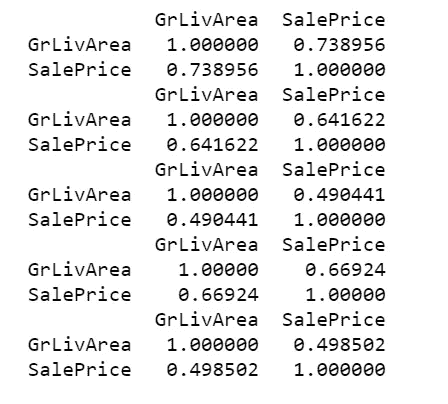 GrLivArea SalePrice
GrLivArea 1.000000 0.738956
SalePrice 0.738956 1.000000
GrLivArea SalePrice
GrLivArea 1.000000 0.641622
SalePrice 0.641622 1.000000
GrLivArea SalePrice
GrLivArea 1.000000 0.490441
SalePrice 0.490441 1.000000
GrLivArea SalePrice
GrLivArea 1.00000 0.66924
SalePrice 0.66924 1.00000
GrLivArea SalePrice
GrLivArea 1.000000 0.498502
SalePrice 0.498502 1.000000